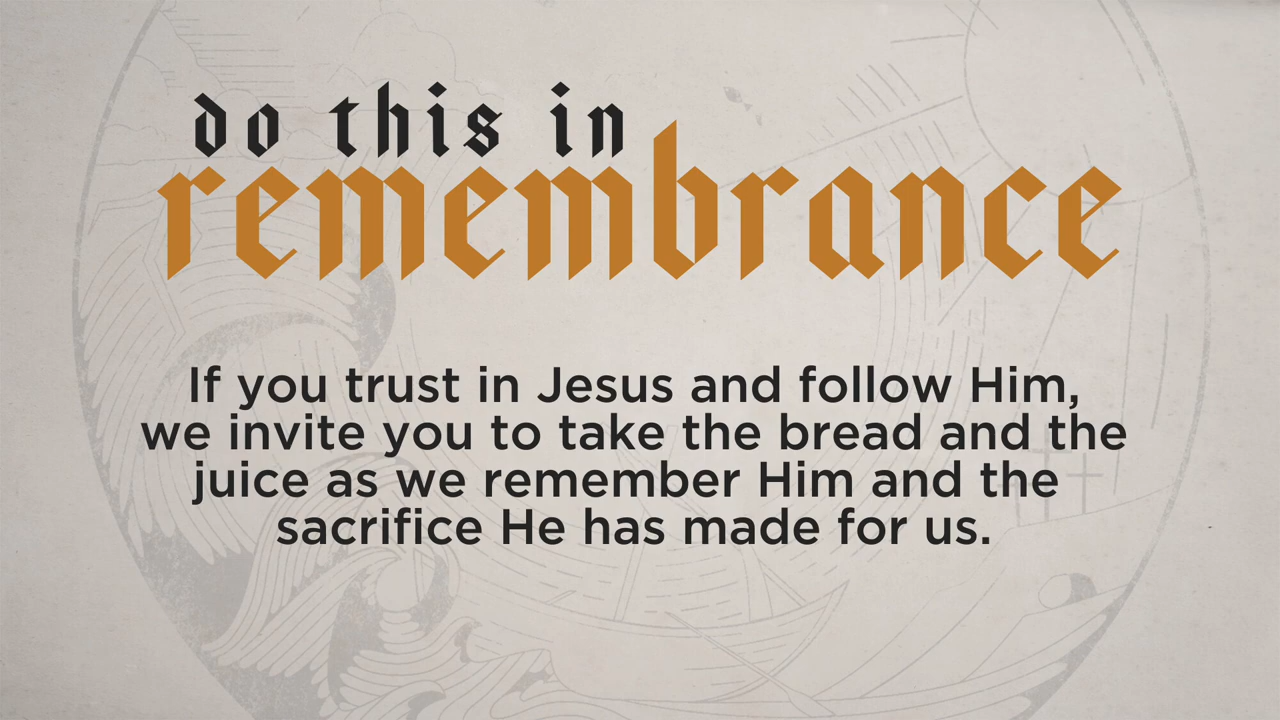 do this in
remembrance
If you trust in Jesus and follow Him,
we invite you to take the bread and the
juice as we remember Him and the
sacrifice He has made for us.